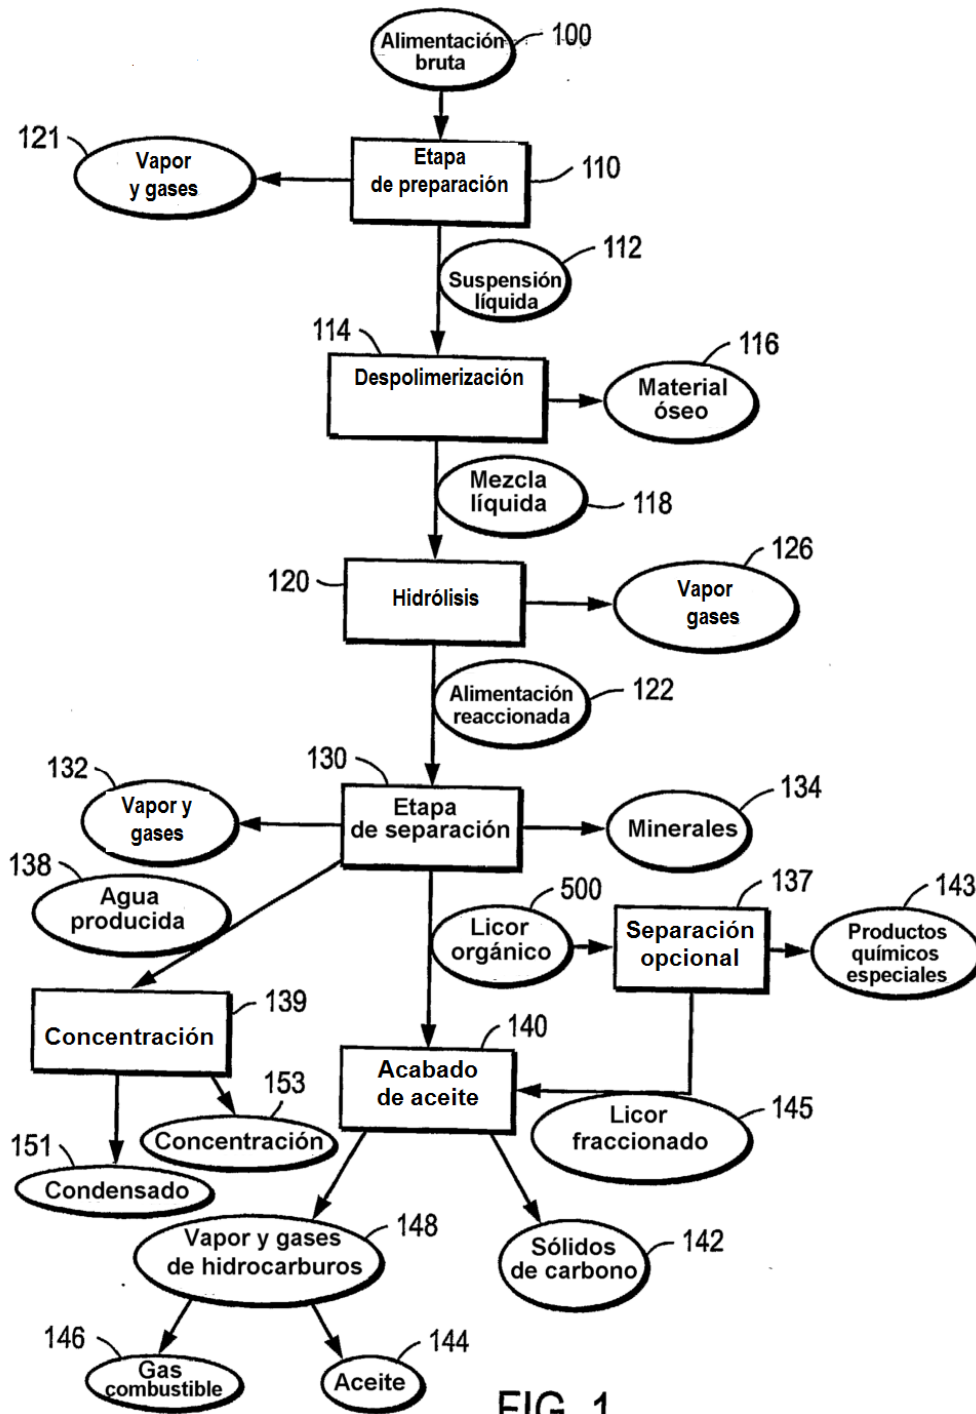 Alimentación
bruta
100
121
Vapor
y gases
Etapa
de preparación
110
112
Suspensión
líquida
114
Despolimerización
116
Material
óseo
Mezcla
líquida
118
120
Hidrólisis
126
Vapor
gases
Alimentación
reaccionada
122
130
132
Vapor y
gases
Etapa
de separación
134
Minerales
138
Agua
producida
500
Licor
orgánico
137
Separación
opcional
143
Productos
químicos
especiales
139
Concentración
140
Acabado
de aceite
153
Concentración
145
Licor
fraccionado
151
Condensado
148
Vapor y gases
de hidrocarburos
142
Sólidos
de carbono
146
Gas
combustible
144
Aceite
FIG. 1